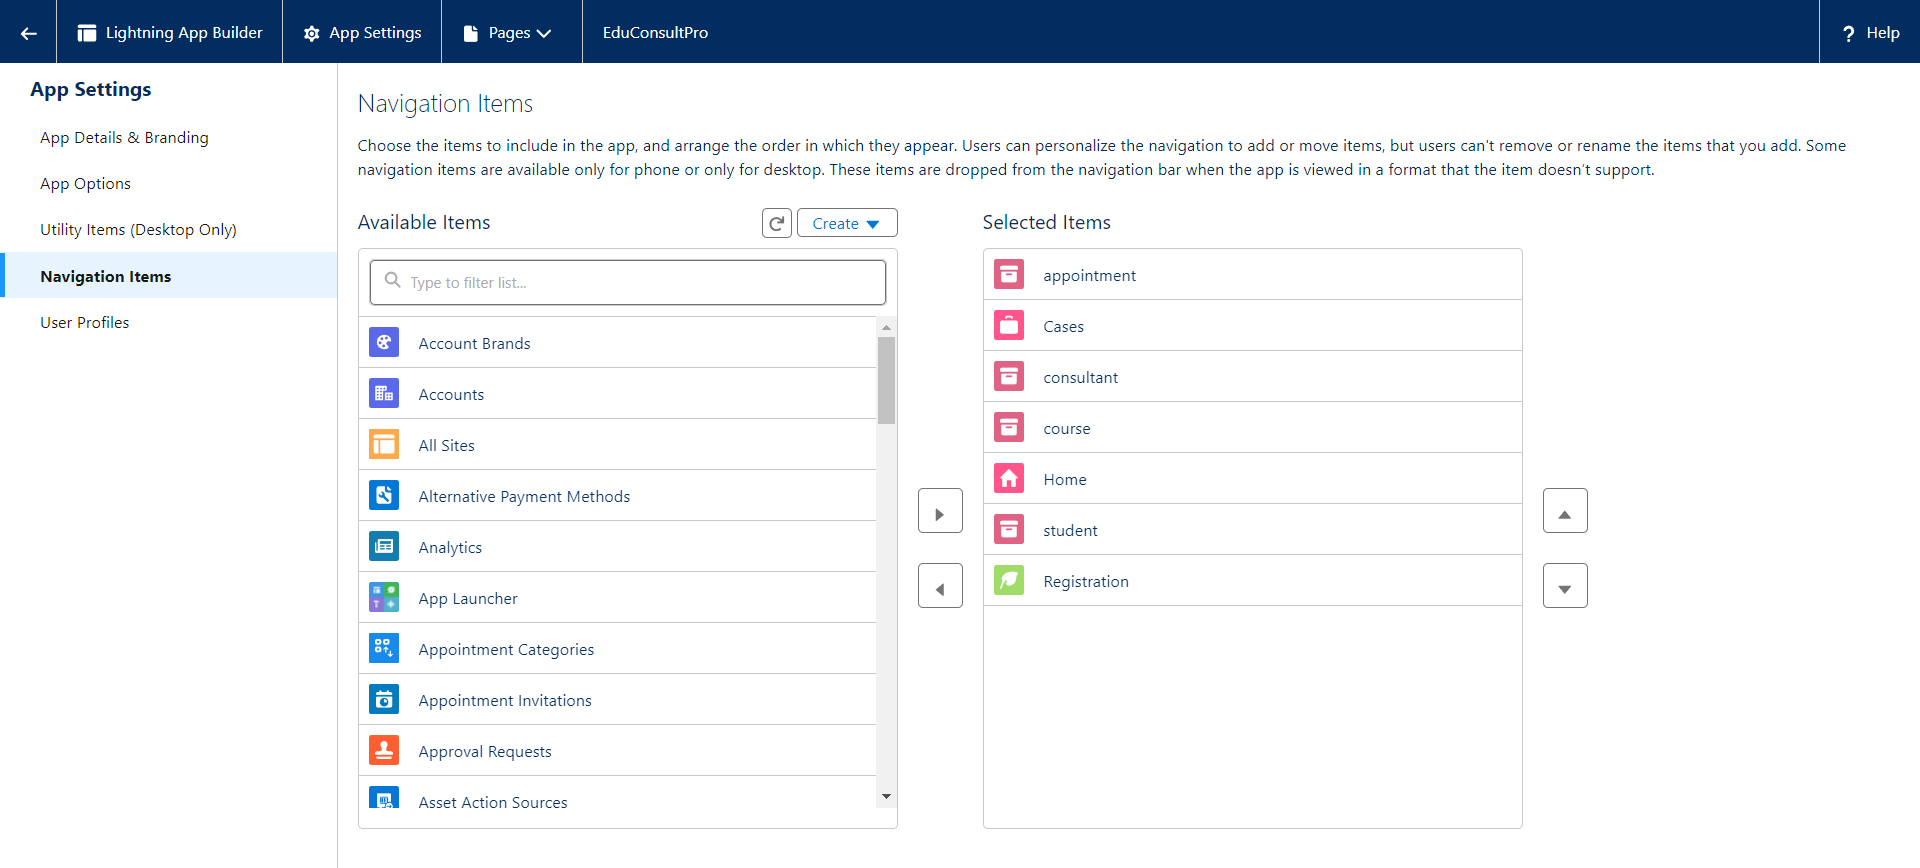 Lightning App Builder
App Settings
Pages
EduConsultPro
? Help
App Settings
App Details & Branding
App Options
Utility Items (Desktop Only)
Navigation Items
User Profiles
Navigation Items
Choose the items to include in the app, and arrange the order in which they appear. Users can personalize the navigation to add or move items, but users can't remove or rename the items that you add. Some
navigation items are available only for phone or only for desktop. These items are dropped from the navigation bar when the app is viewed in a format that the item doesn't support.
Available Items
Create
Type to filter list...
Account Brands
Accounts
All Sites
Alternative Payment Methods
Analytics
App Launcher
Appointment Categories
Appointment Invitations
Approval Requests
Asset Action Sources
Selected Items
appointment
Cases
consultant
course
Home
student
Registration